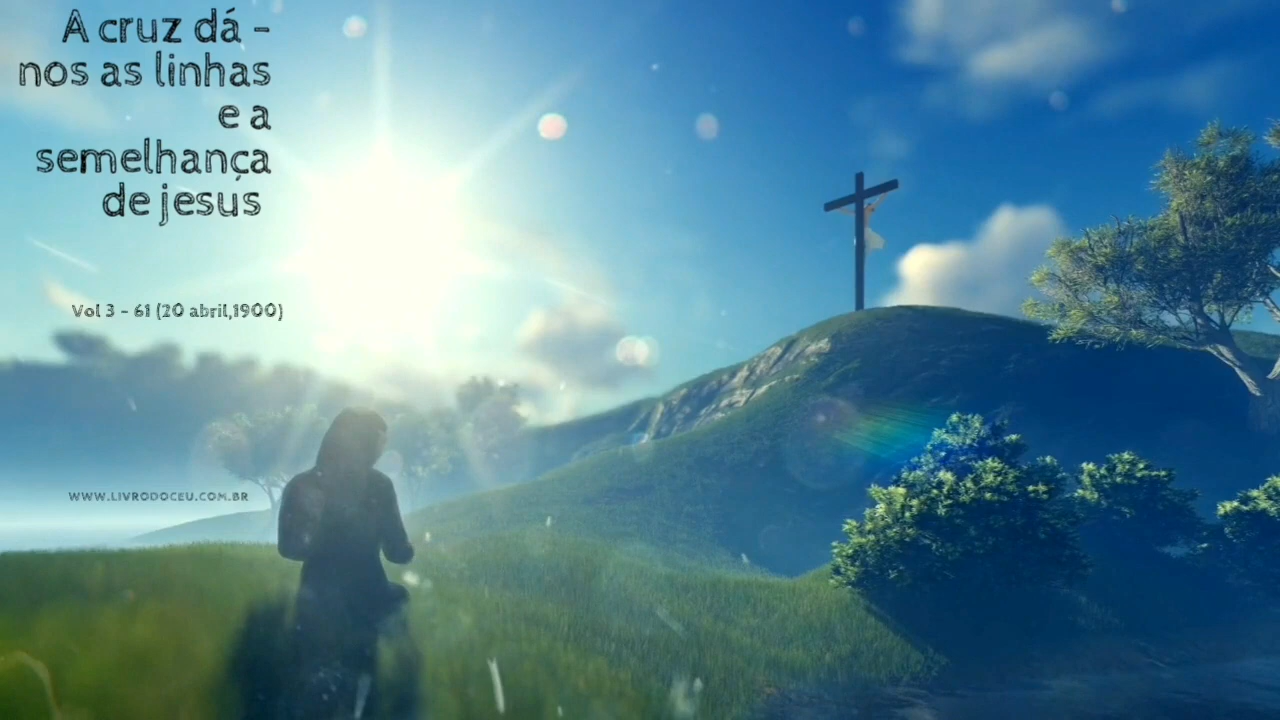 A cruz dá -
nos as linhas
e a
semelhança
de jesus
Vol 3 - 61 (20 abril,1900)
WWW.LIVRODOCEU.COM.BR